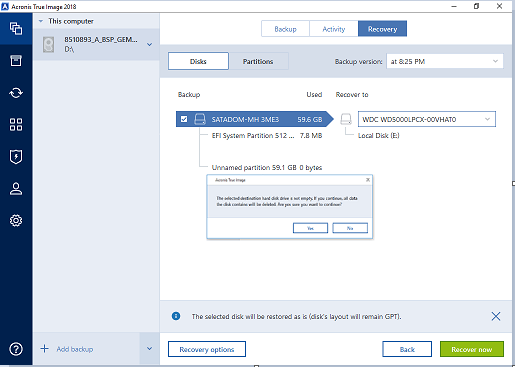 Acronis True Image 2018
This computer
8510893_A_BSP_GEM...
D:\
Backup
Activity
Recovery
Disks
Partitions
Backup version:
at 8:25 PM
Backup
Used
Recover to
SATADOM-MH 3ME3
59.6 GB
WDC WD5000LPCX-00VHAT0
EFI System Partition 512 ...
7.8 MB
Local Disk (E:)
Unnamed partition 59.1 GB
0 bytes
Acronis True Image
The selected destination hard disk drive is not empty. If you continue, all data
the disk contains will be deleted. Are you sure you want to continue?
Yes
No
The selected disk will be restored as is (disk's layout will remain GPT).
Add backup
Recovery options
Back
Recover now